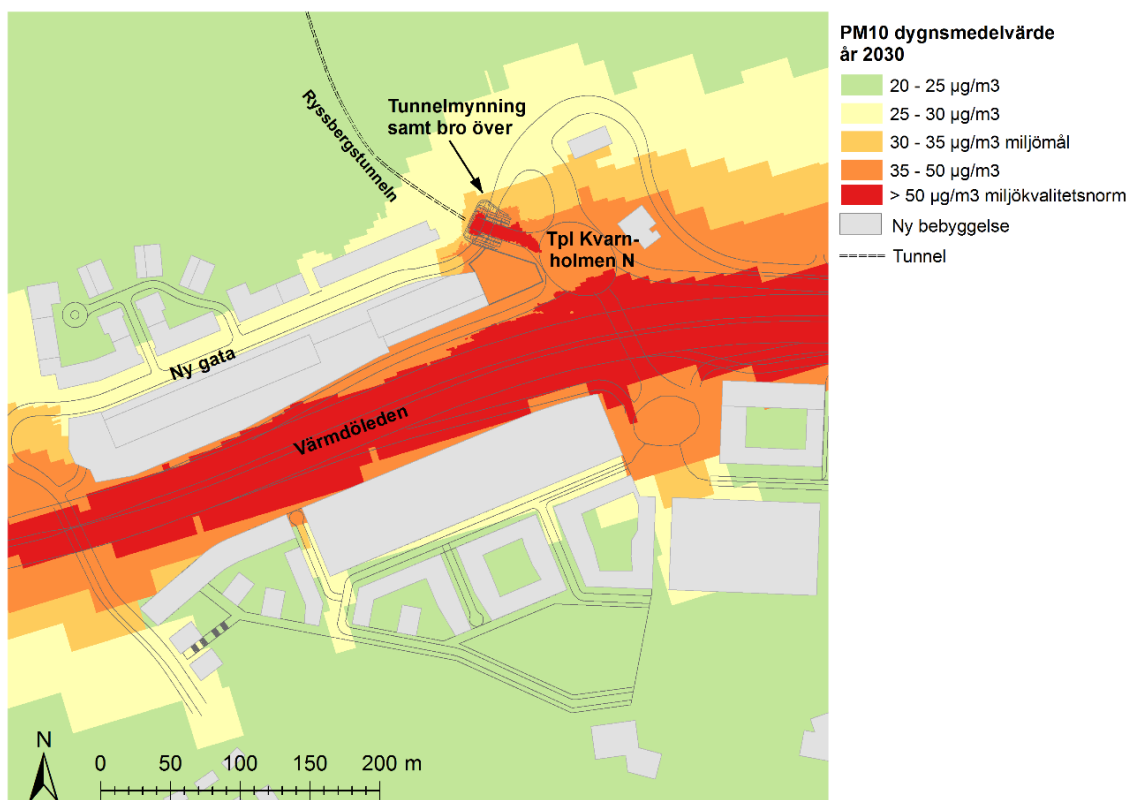 PM10 dygnsmedelvärde
år 2030
20 - 25 µg/m3
25 - 30 µg/m3
30 - 35 µg/m3 miljömål
35 - 50 µg/m3
> 50 µg/m3 miljökvalitetsnorm
Ny bebyggelse
Tunnel
Ryssbergstunneln
Tunnelmynning
samt bro över
Tpl Kvarn-
holmen N
Ny gata
Värmdöleden
N
0 50 100 150 200 m